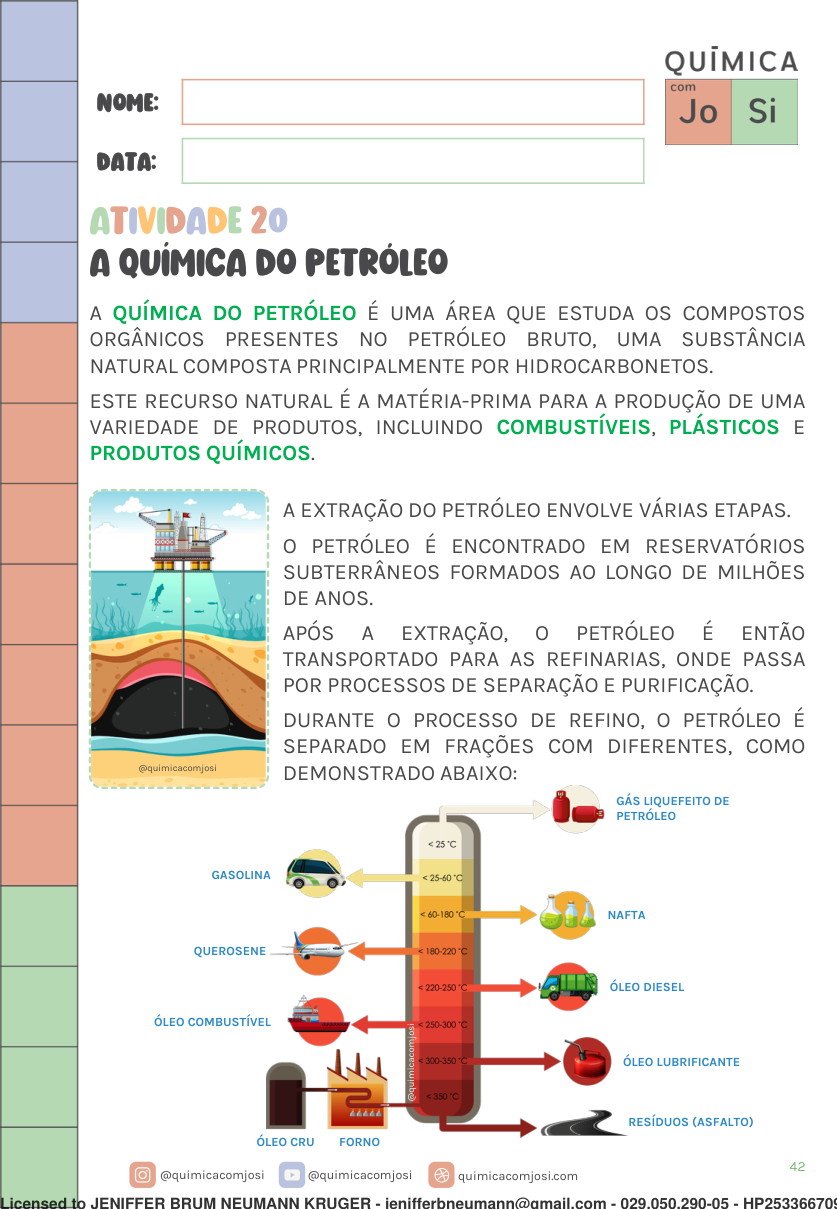 QUÍMICA
com
Jo Si
NOME:
DATA:
ATIVIDADE 20
A QUÍMICA DO PETRÓLEO
A QUÍMICA DO PETRÓLEO É UMA ÁREA QUE ESTUDA OS COMPOSTOS
ORGÂNICOS PRESENTES NO PETRÓLEO BRUTO, UMA SUBSTÂNCIA
NATURAL COMPOSTA PRINCIPALMENTE POR HIDROCARBONETOS.
ESTE RECURSO NATURAL É A MATÉRIA-PRIMA PARA A PRODUÇÃO DE UMA
VARIEDADE DE PRODUTOS, INCLUINDO COMBUSTÍVEIS, PLÁSTICOS E
PRODUTOS QUÍMICOS.
A EXTRAÇÃO DO PETRÓLEO ENVOLVE VÁRIAS ETAPAS.
O PETRÓLEO É ENCONTRADO EM RESERVATÓRIOS
SUBTERRÂNEOS FORMADOS AO LONGO DE MILHÕES
DE ANOS.
APÓS A EXTRAÇÃO, O PETRÓLEO É ENTÃO
TRANSPORTADO PARA AS REFINARIAS, ONDE PASSA
POR PROCESSOS DE SEPARAÇÃO E PURIFICAÇÃO.
DURANTE O PROCESSO DE REFINO, O PETRÓLEO É
SEPARADO EM FRAÇÕES COM DIFERENTES, COMO
DEMONSTRADO ABAIXO:
@quimicacomjosi
GÁS LIQUEFEITO DE
PETRÓLEO
< 25 °C
GASOLINA
< 25-60 °C
< 60-180 °C
NAFTA
QUEROSENE
< 180-220 °C
< 220-250 °C
ÓLEO DIESEL
ÓLEO COMBUSTÍVEL
< 250-300 °C
< 300-350 °C
ÓLEO LUBRIFICANTE
@quimicacomjosi
< 350 °C
RESÍDUOS (ASFALTO)
ÓLEO CRU FORNO
@quimicacomjosi @quimicacomjosi quimicacomjosi.com
42
Licensed to JENIFFER BRUM NEUMANN KRUGER - jenifferbneumann@gmail.com - 029.050.290-05 - HP253366709